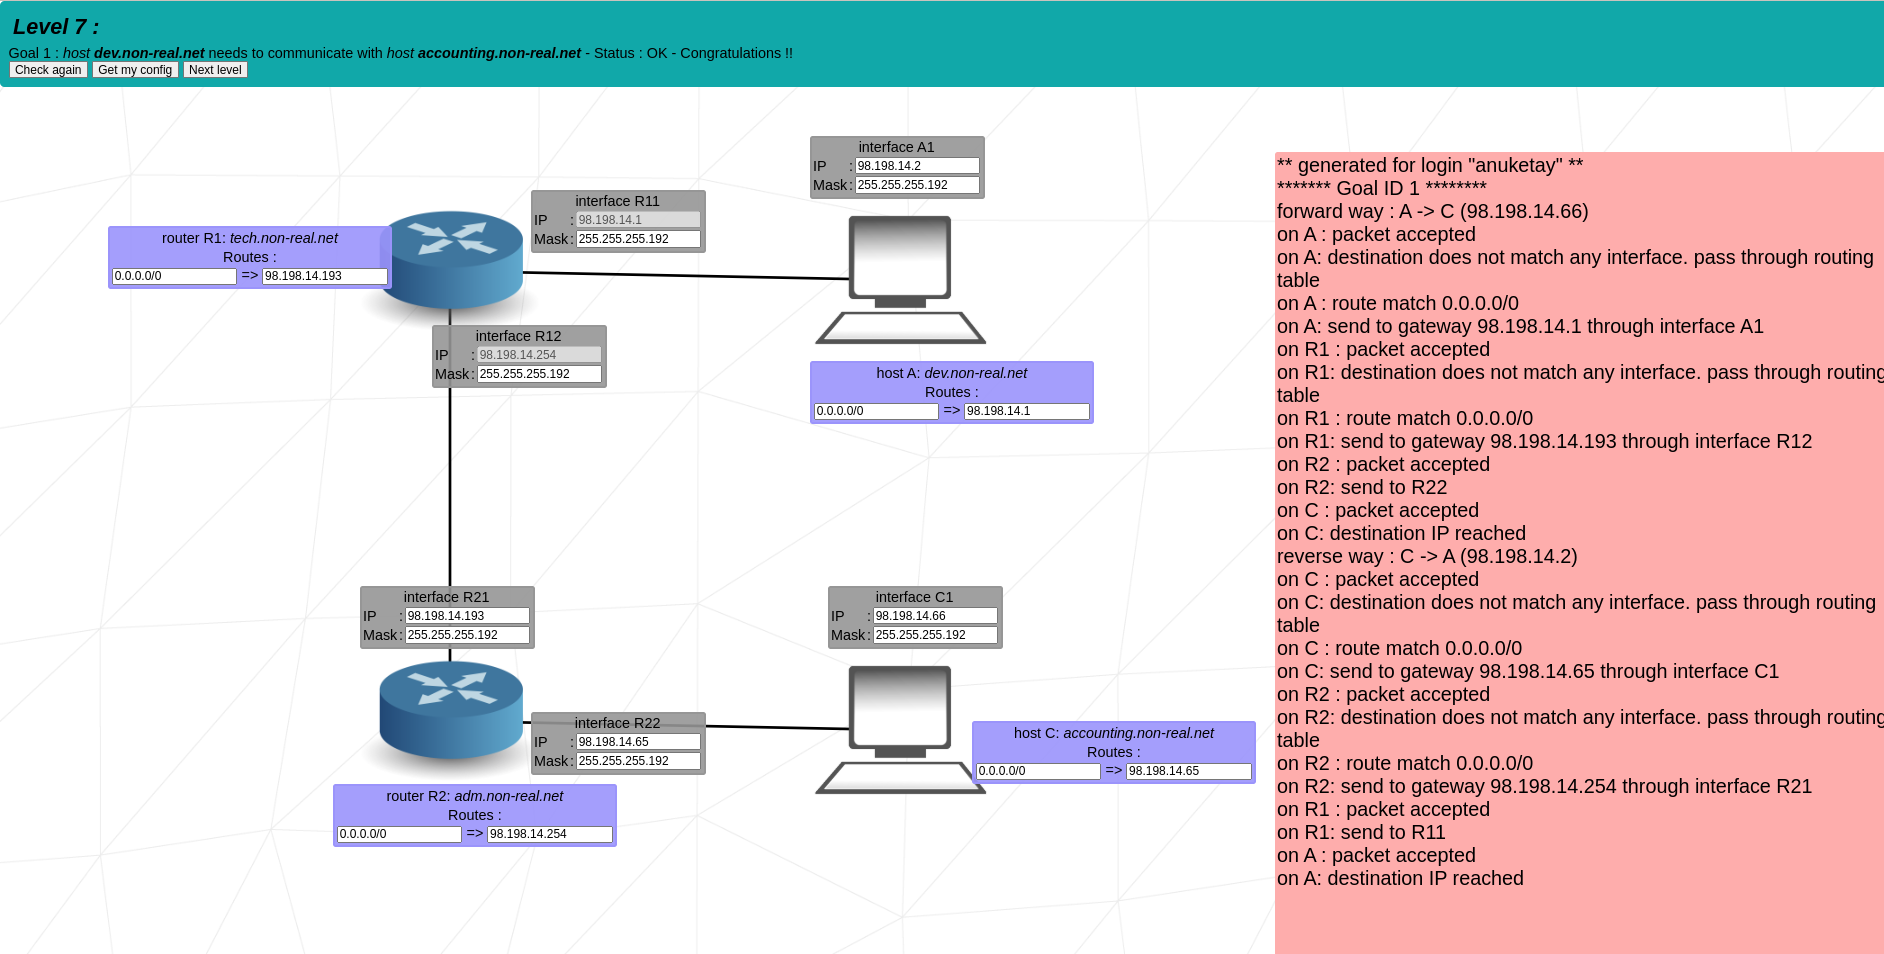 Level 7 :
Goal 1 : host dev.non-real.net needs to communicate with host accounting.non-real.net - Status : OK - Congratulations !!
Check again Get my config Next level
interface A1
IP : 98.198.14.2
Mask : 255.255.255.192
interface R11
IP : 98.198.14.1
Mask : 255.255.255.192
router R1: tech.non-real.net
Routes :
0.0.0.0/0 => 98.198.14.193
interface R12
IP : 98.198.14.254
Mask : 255.255.255.192
host A: dev.non-real.net
Routes :
0.0.0.0/0 => 98.198.14.1
interface R21
IP : 98.198.14.193
Mask : 255.255.255.192
interface C1
IP : 98.198.14.66
Mask : 255.255.255.192
interface R22
IP : 98.198.14.65
Mask : 255.255.255.192
host C: accounting.non-real.net
Routes :
0.0.0.0/0 => 98.198.14.65
router R2: adm.non-real.net
Routes :
0.0.0.0/0 => 98.198.14.254
** generated for login "anuketay" **
******* Goal ID 1 ********
forward way : A -> C (98.198.14.66)
on A : packet accepted
on A: destination does not match any interface. pass through routing
table
on A : route match 0.0.0.0/0
on A: send to gateway 98.198.14.1 through interface A1
on R1 : packet accepted
on R1: destination does not match any interface. pass through routing
table
on R1 : route match 0.0.0.0/0
on R1: send to gateway 98.198.14.193 through interface R12
on R2 : packet accepted
on R2: send to R22
on C : packet accepted
on C: destination IP reached
reverse way : C -> A (98.198.14.2)
on C : packet accepted
on C: destination does not match any interface. pass through routing
table
on C : route match 0.0.0.0/0
on C: send to gateway 98.198.14.65 through interface C1
on R2 : packet accepted
on R2: destination does not match any interface. pass through routing
table
on R2 : route match 0.0.0.0/0
on R2: send to gateway 98.198.14.254 through interface R21
on R1 : packet accepted
on R1: send to R11
on A : packet accepted
on A: destination IP reached